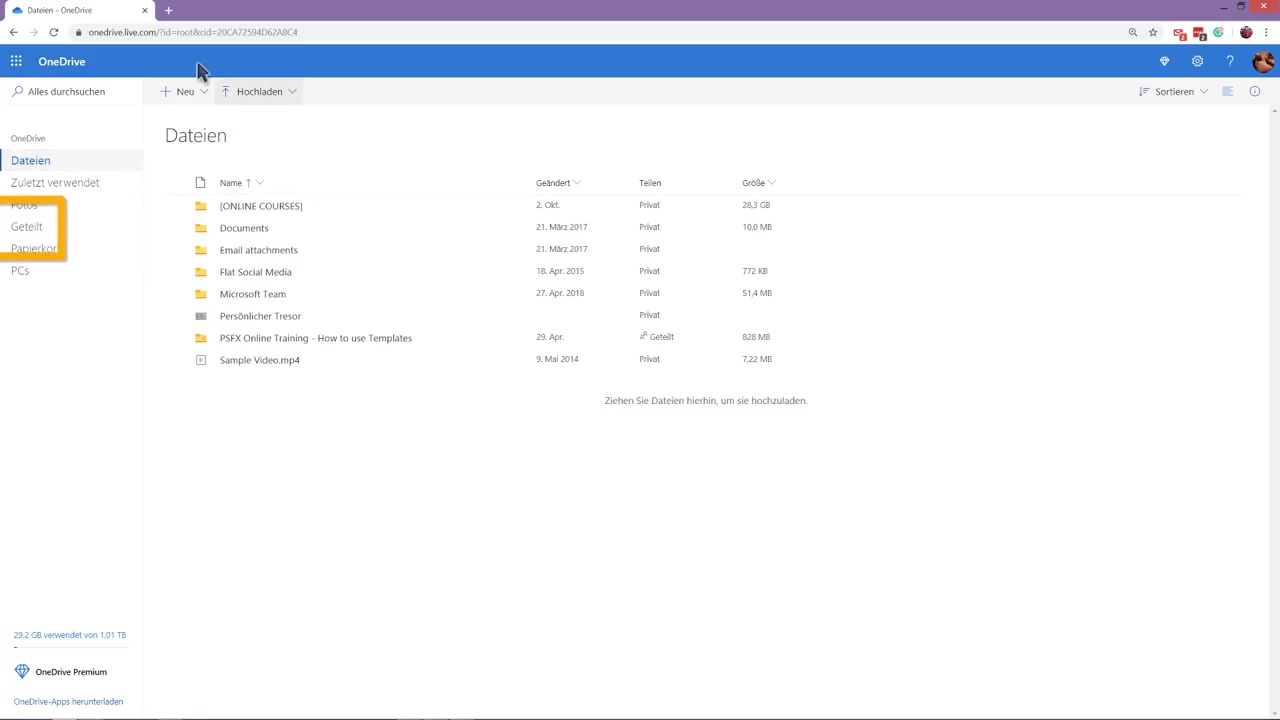 Dateien – OneDrive
onedrive.live.com/?id=root&cid=20CA72594D62A8C4
OneDrive
Alles durchsuchen
Neu
Hochladen
Sortieren
OneDrive
Dateien
Zuletzt verwendet
Fotos
Geteilt
Papierkor
PCs
Dateien
Name Geändert Teilen Größe
[ONLINE COURSES] 2. Okt. Privat 28,3 GB
Documents 21. März 2017 Privat 10,0 MB
Email attachments 21. März 2017 Privat
Flat Social Media 18. Apr. 2015 Privat 772 KB
Microsoft Team 27. Apr. 2018 Privat 51,4 MB
Persönlicher Tresor Privat
PSFX Online Training - How to use Templates 29. Apr. Geteilt 828 MB
Sample Video.mp4 9. Mai 2014 Privat 7,22 MB
Ziehen Sie Dateien hierhin, um sie hochzuladen.
29,2 GB verwendet von 1,01 TB
OneDrive Premium
OneDrive-Apps herunterladen